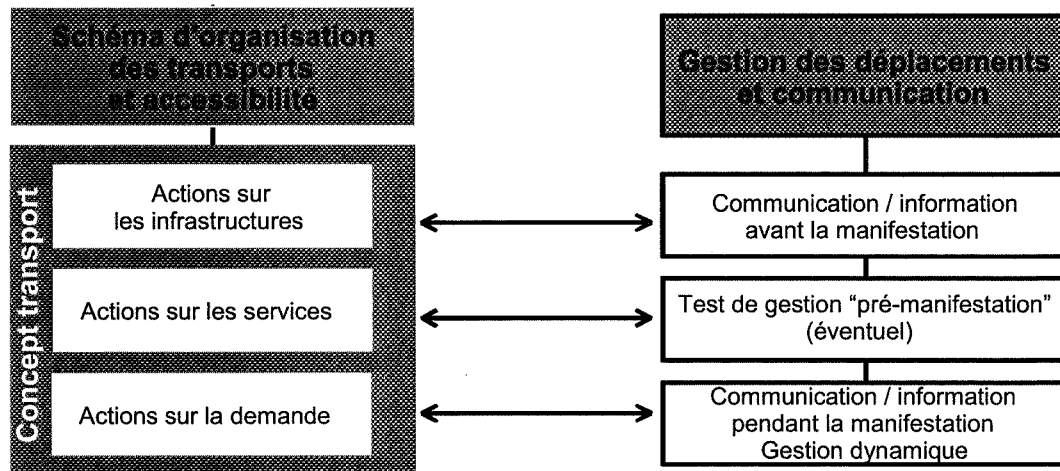 Schéma d'organisation
des transports
et accessibilité
Concept transport
Actions sur
les infrastructures
Actions sur les services
Actions sur la demande
Gestion des déplacements
et communication
Communication / information
avant la manifestation
Test de gestion “pré-manifestation”
(éventuel)
Communication / information
pendant la manifestation
Gestion dynamique